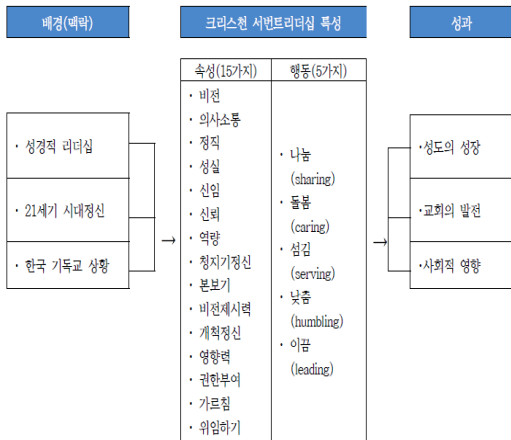 배경(맥락)
크리스천 서번트리더십 특성
성과
속성(15가지)
행동(5가지)
· 성경적 리더십
· 21세기 시대정신
· 한국 기독교 상황
→
· 비전
· 의사소통
· 정직
· 성실
· 신임
· 신뢰
· 역량
· 청지기정신
· 본보기
· 비전제시력
· 개척정신
· 영향력
· 권한부여
· 가르침
· 위임하기
· 나눔
(sharing)
· 돌봄
(caring)
· 섬김
(serving)
· 낮춤
(humbling)
· 이끔
(leading)
→
· 성도의 성장
· 교회의 발전
· 사회적 영향